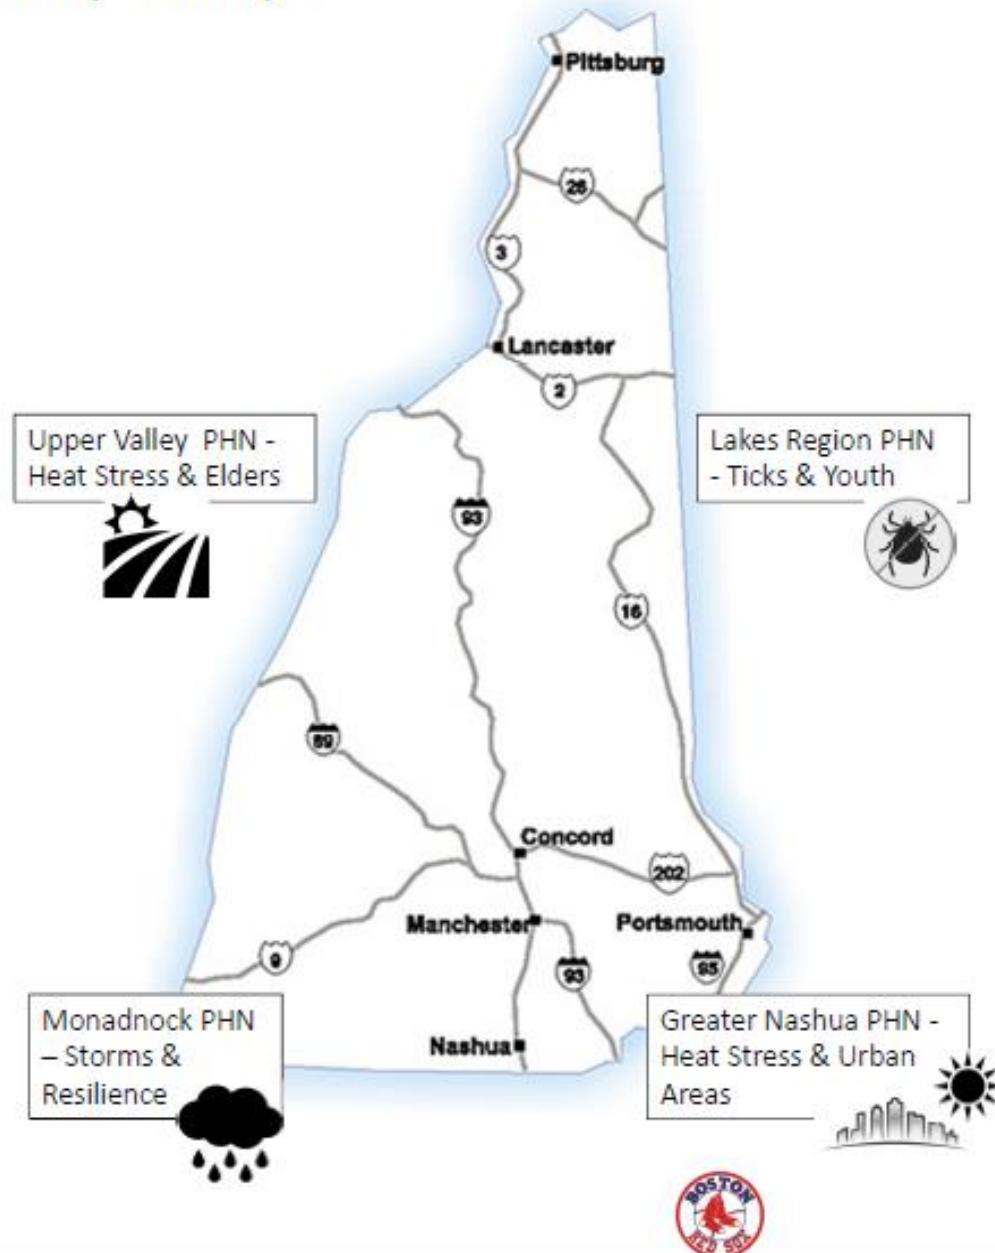 Pittsburg
26
3
Lancaster
2
Upper Valley PHN -
Heat Stress & Elders
Lakes Region PHN
- Ticks & Youth
93
16
89
Concord
202
Manchester
Portsmouth
9
93
95
Monadnock PHN
– Storms &
Resilience
Greater Nashua PHN -
Heat Stress & Urban
Areas
Nashua
BOSTON
RED SOX